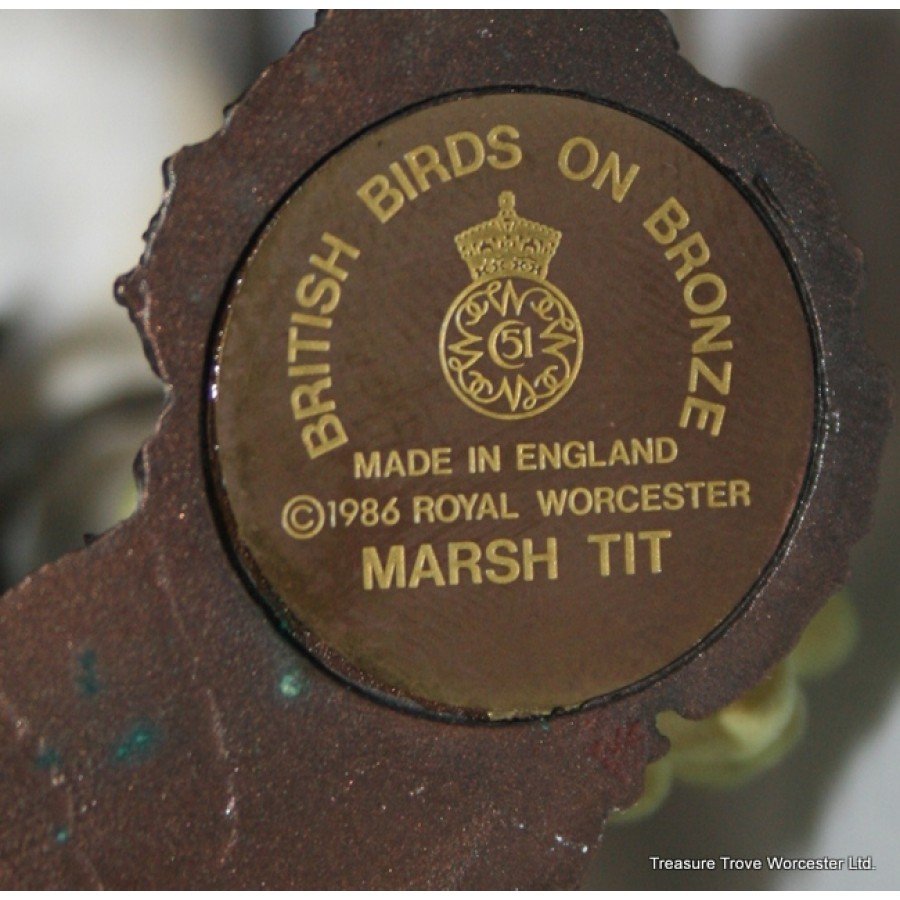 BRITISH BIRDS ON BRONZE
51
MADE IN ENGLAND
©1986 ROYAL WORCESTER
MARSH TIT
Treasure Trove Worcester Ltd.